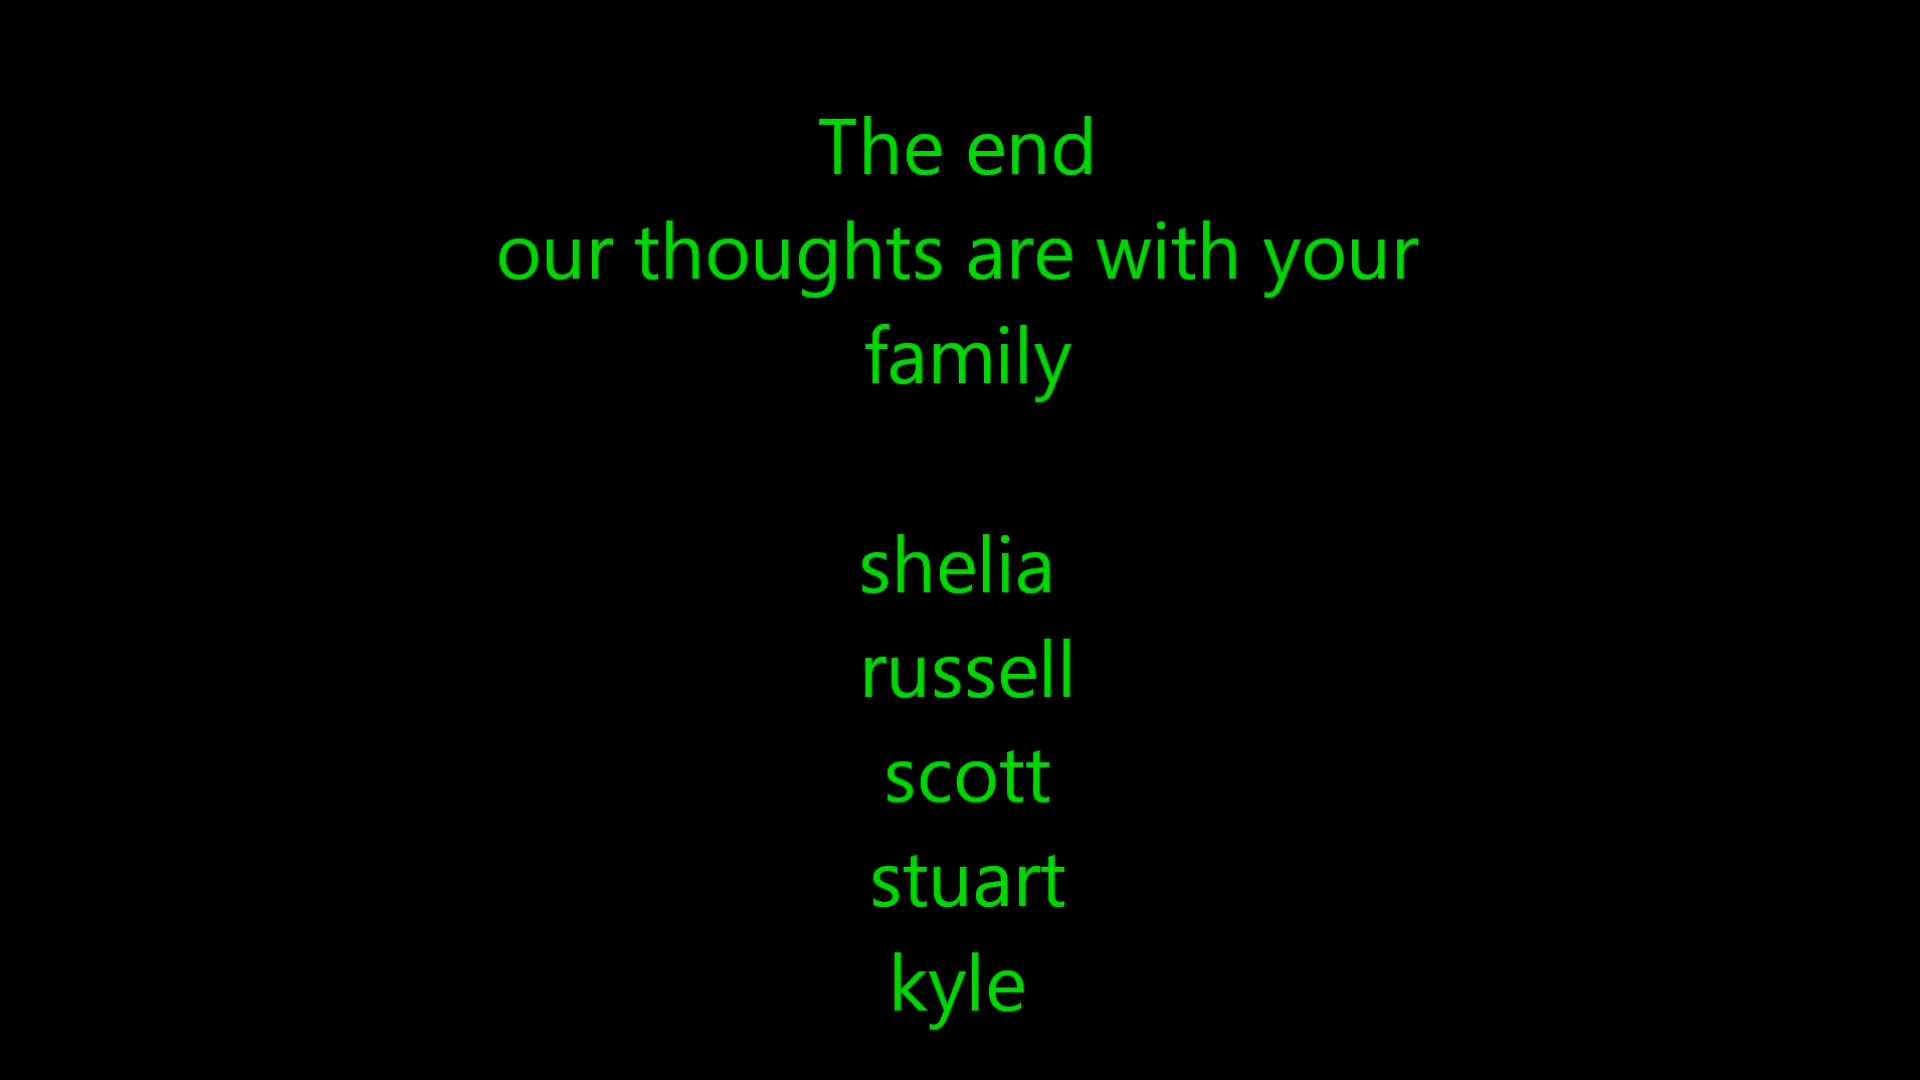 The end
our thoughts are with your
family
shelia
russell
scott
stuart
kyle